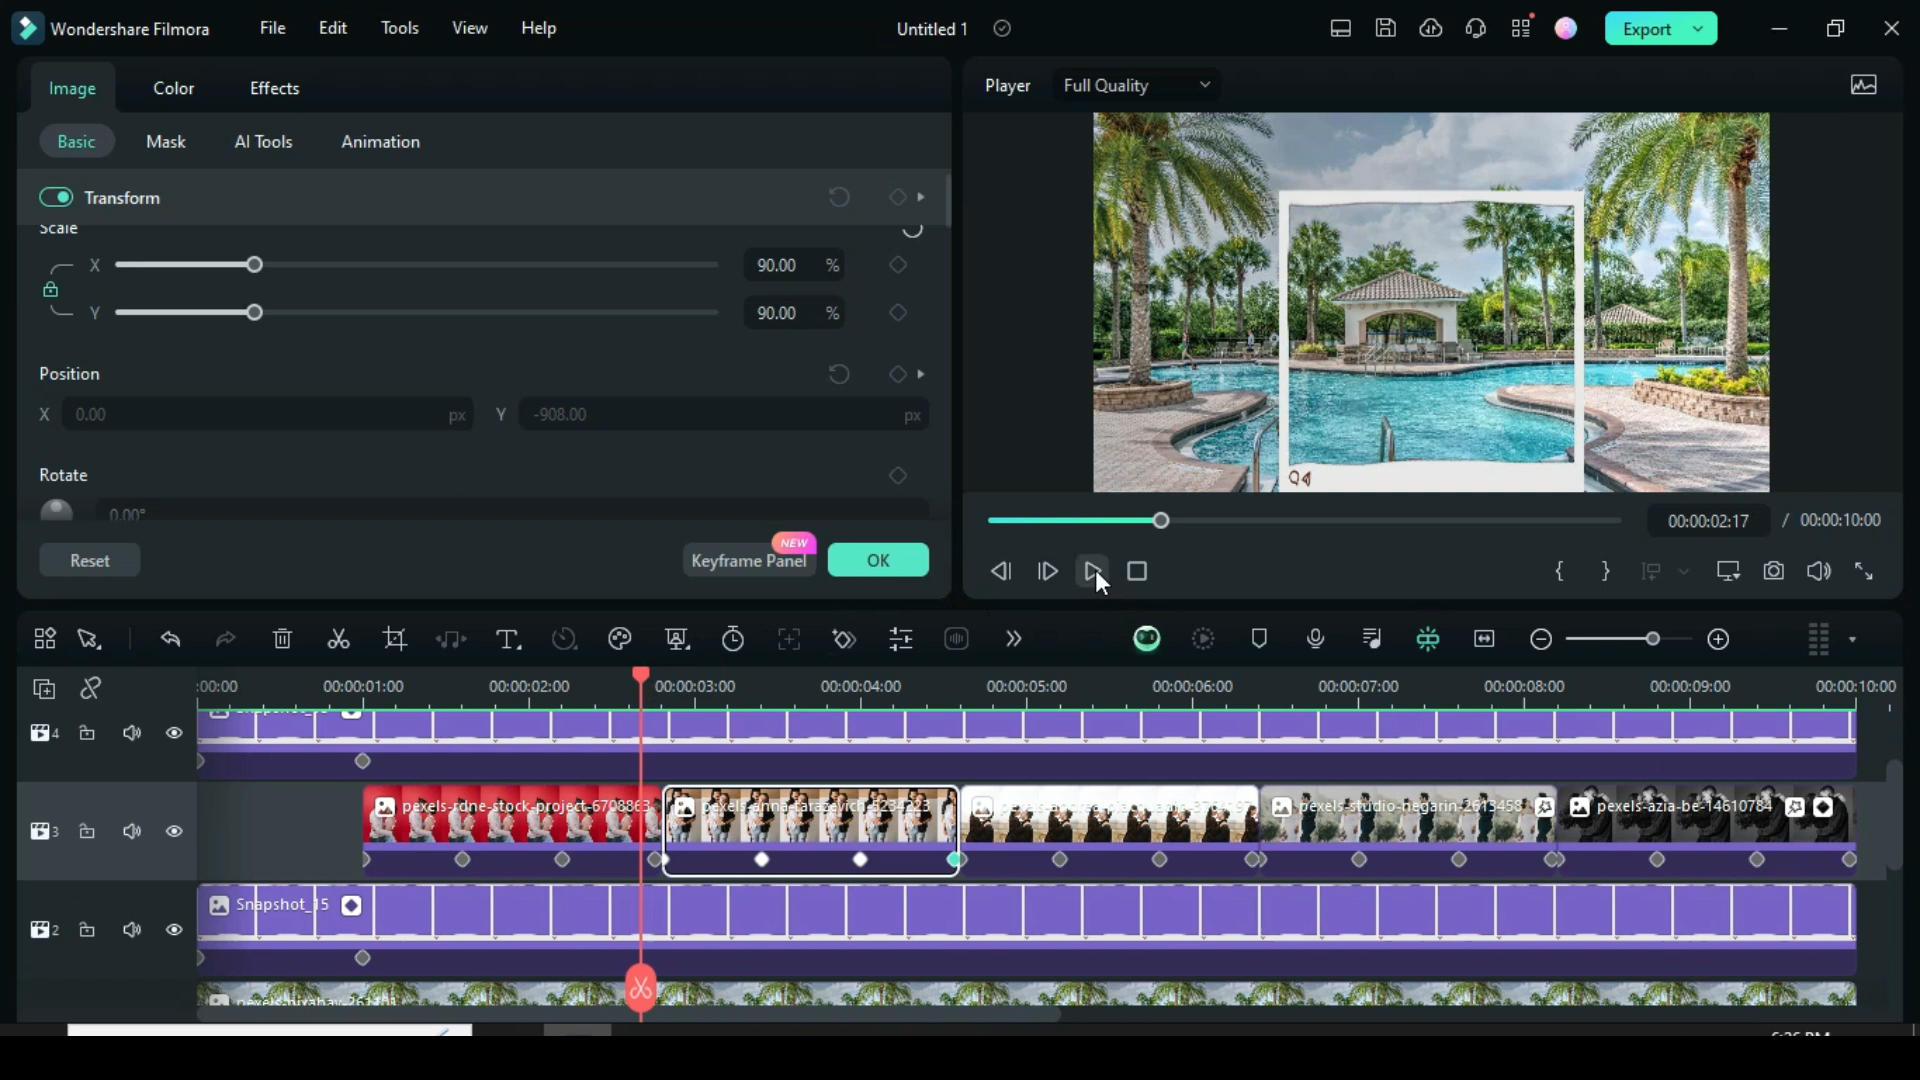 Wondershare Filmora File Edit Tools View Help Untitled 1 Export
Image Color Effects
Player Full Quality
Basic Mask AI Tools Animation
Transform
Scale
X 90.00 %
Y 90.00 %
Position
X 0.00 px Y -908.00 px
Rotate
0.00°
NEW
Reset Keyframe Panel OK
00:00:02:17 / 00:00:10:00
:00:00 00:00:01:00 00:00:02:00 00:00:03:00 00:00:04:00 00:00:05:00 00:00:06:00 00:00:07:00 00:00:08:00 00:00:09:00 00:00:10:00
4
3 pexels-rdne-stock-project-6708863 pexels-anna-tarazevich-5234223 pexels-studio-negarin-2613458 pexels-azia-be-14610784
2 Snapshot_15
pexels-pixabay-261101